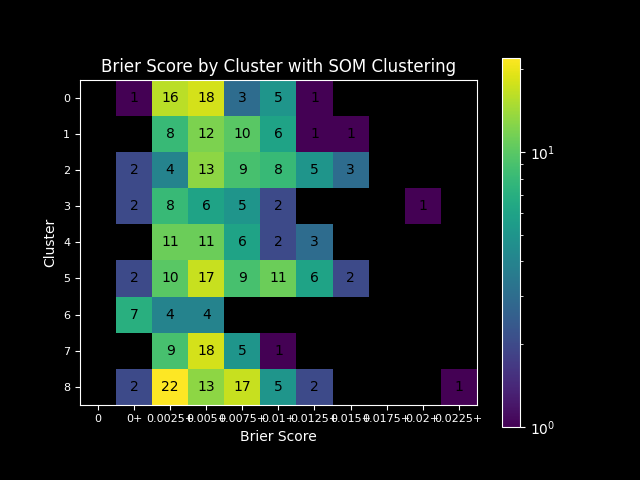 Brier Score by Cluster with SOM Clustering
0 1 16 18 3 5 1
1 8 12 10 6 1 1
2 2 4 13 9 8 5 3
3 2 8 6 5 2 1
4 11 11 6 2 3
5 2 10 17 9 11 6 2
6 7 4 4
7 9 18 5 1
8 2 22 13 17 5 2 1
0 0+ 0.0025+ 0.005+ 0.0075+ 0.01+ 0.0125+ 0.015+ 0.0175+ 0.02+ 0.0225+
Brier Score
Cluster
10¹
10⁰